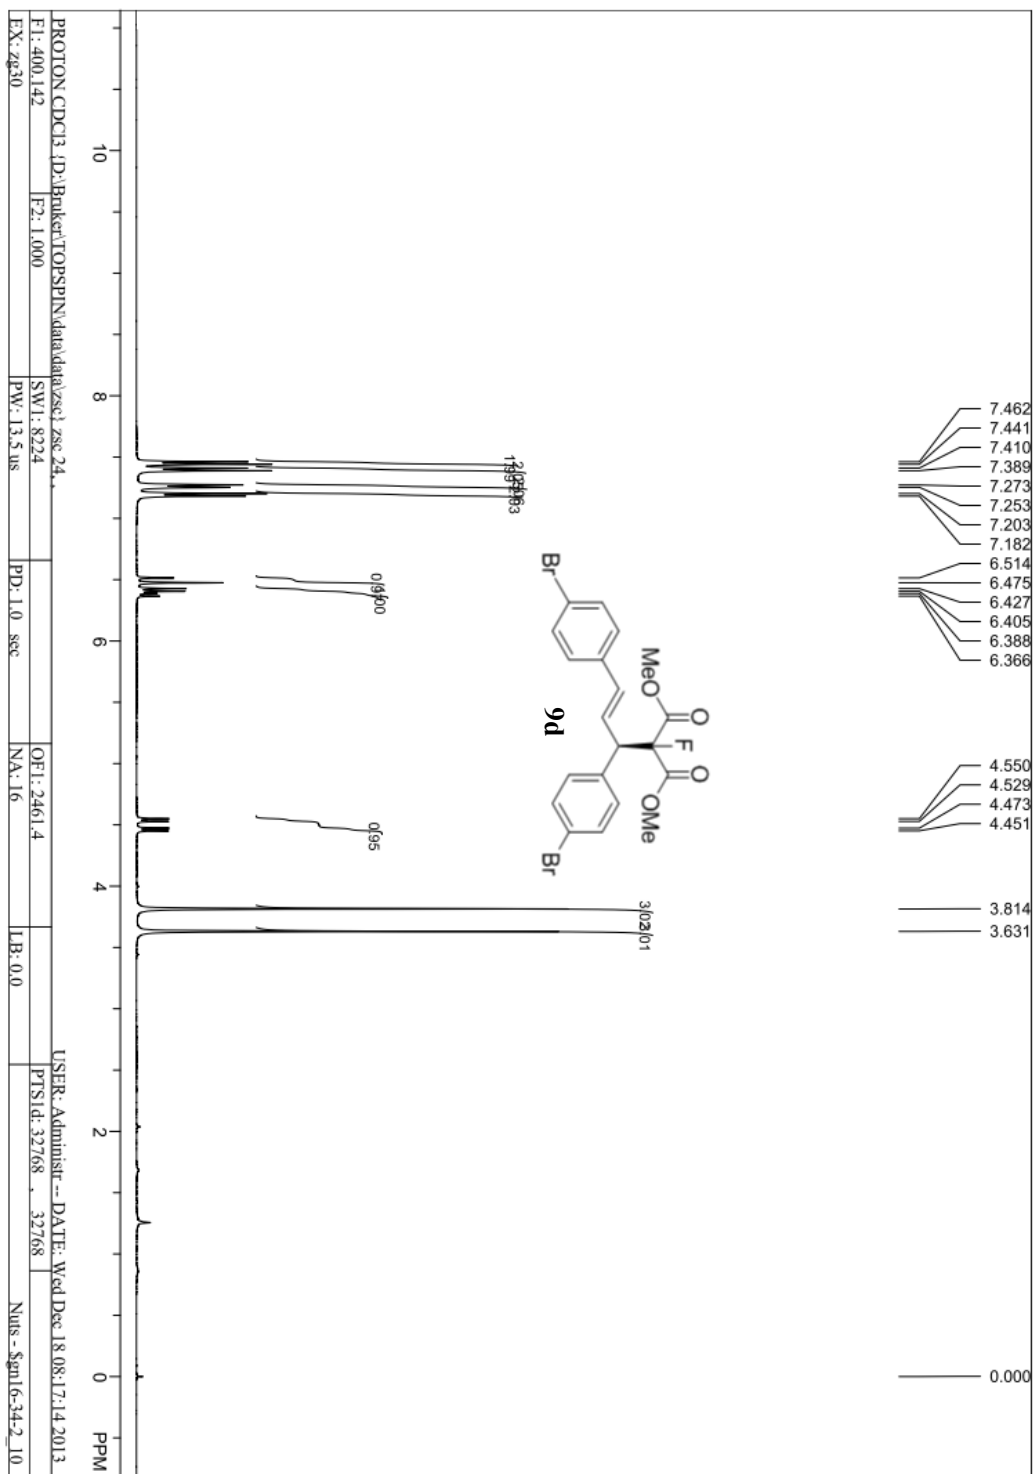 7.462
7.441
7.410
7.389
7.273
7.253
7.203
7.182
6.514
6.475
6.427
6.405
6.388
6.366
4.550
4.529
4.473
4.451
3.814
3.631
0.000
MeO
O
F
O
OMe
Br
Br
9d
0.95
3.02
3.01
10
8
6
4
2
0
PPM
PROTON CDCl3 {D:\Bruker\TOPSPIN\data\data\zsc} zsc 24, ,
USER: Administr -- DATE: Wed Dec 18 08:17:14 2013
F1: 400.142
F2: 1.000
SW1: 8224
OF1: 2461.4
PTS1d: 32768 , 32768
EX: zg30
PW: 13.5 us
PD: 1.0 sec
NA: 16
LB: 0.0
Nuts - $gn16-34-2_10